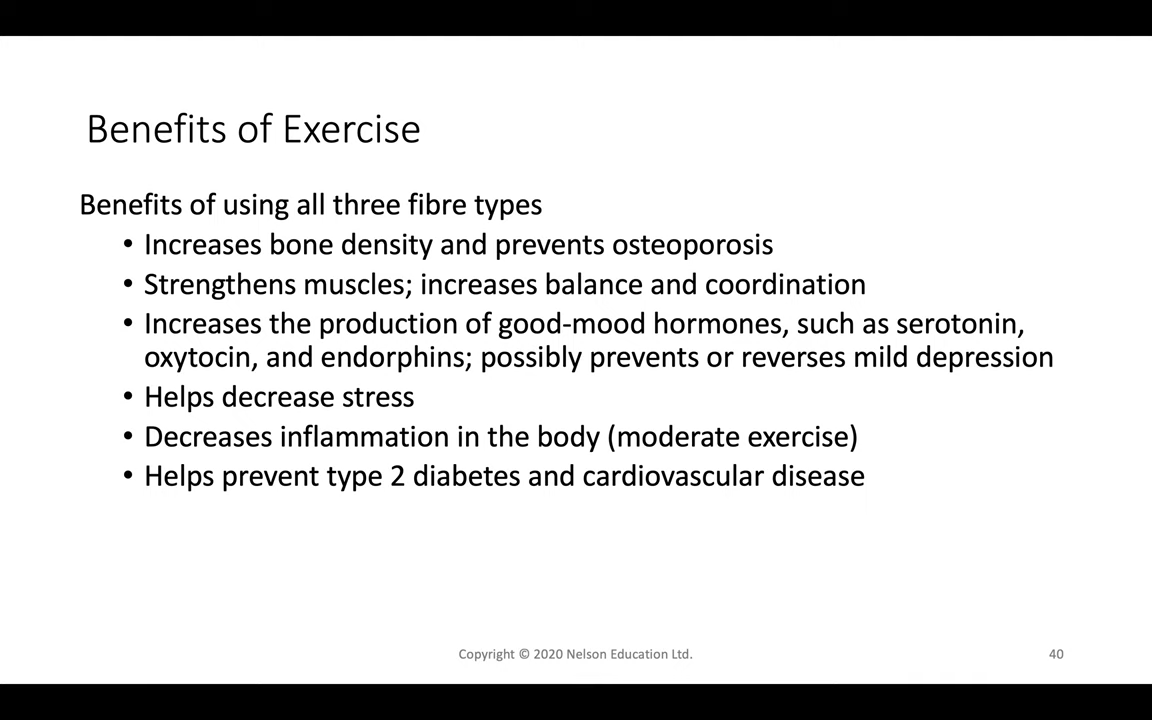 Benefits of Exercise
Benefits of using all three fibre types
• Increases bone density and prevents osteoporosis
• Strengthens muscles; increases balance and coordination
• Increases the production of good-mood hormones, such as serotonin,
oxytocin, and endorphins; possibly prevents or reverses mild depression
• Helps decrease stress
• Decreases inflammation in the body (moderate exercise)
• Helps prevent type 2 diabetes and cardiovascular disease
Copyright © 2020 Nelson Education Ltd.
40